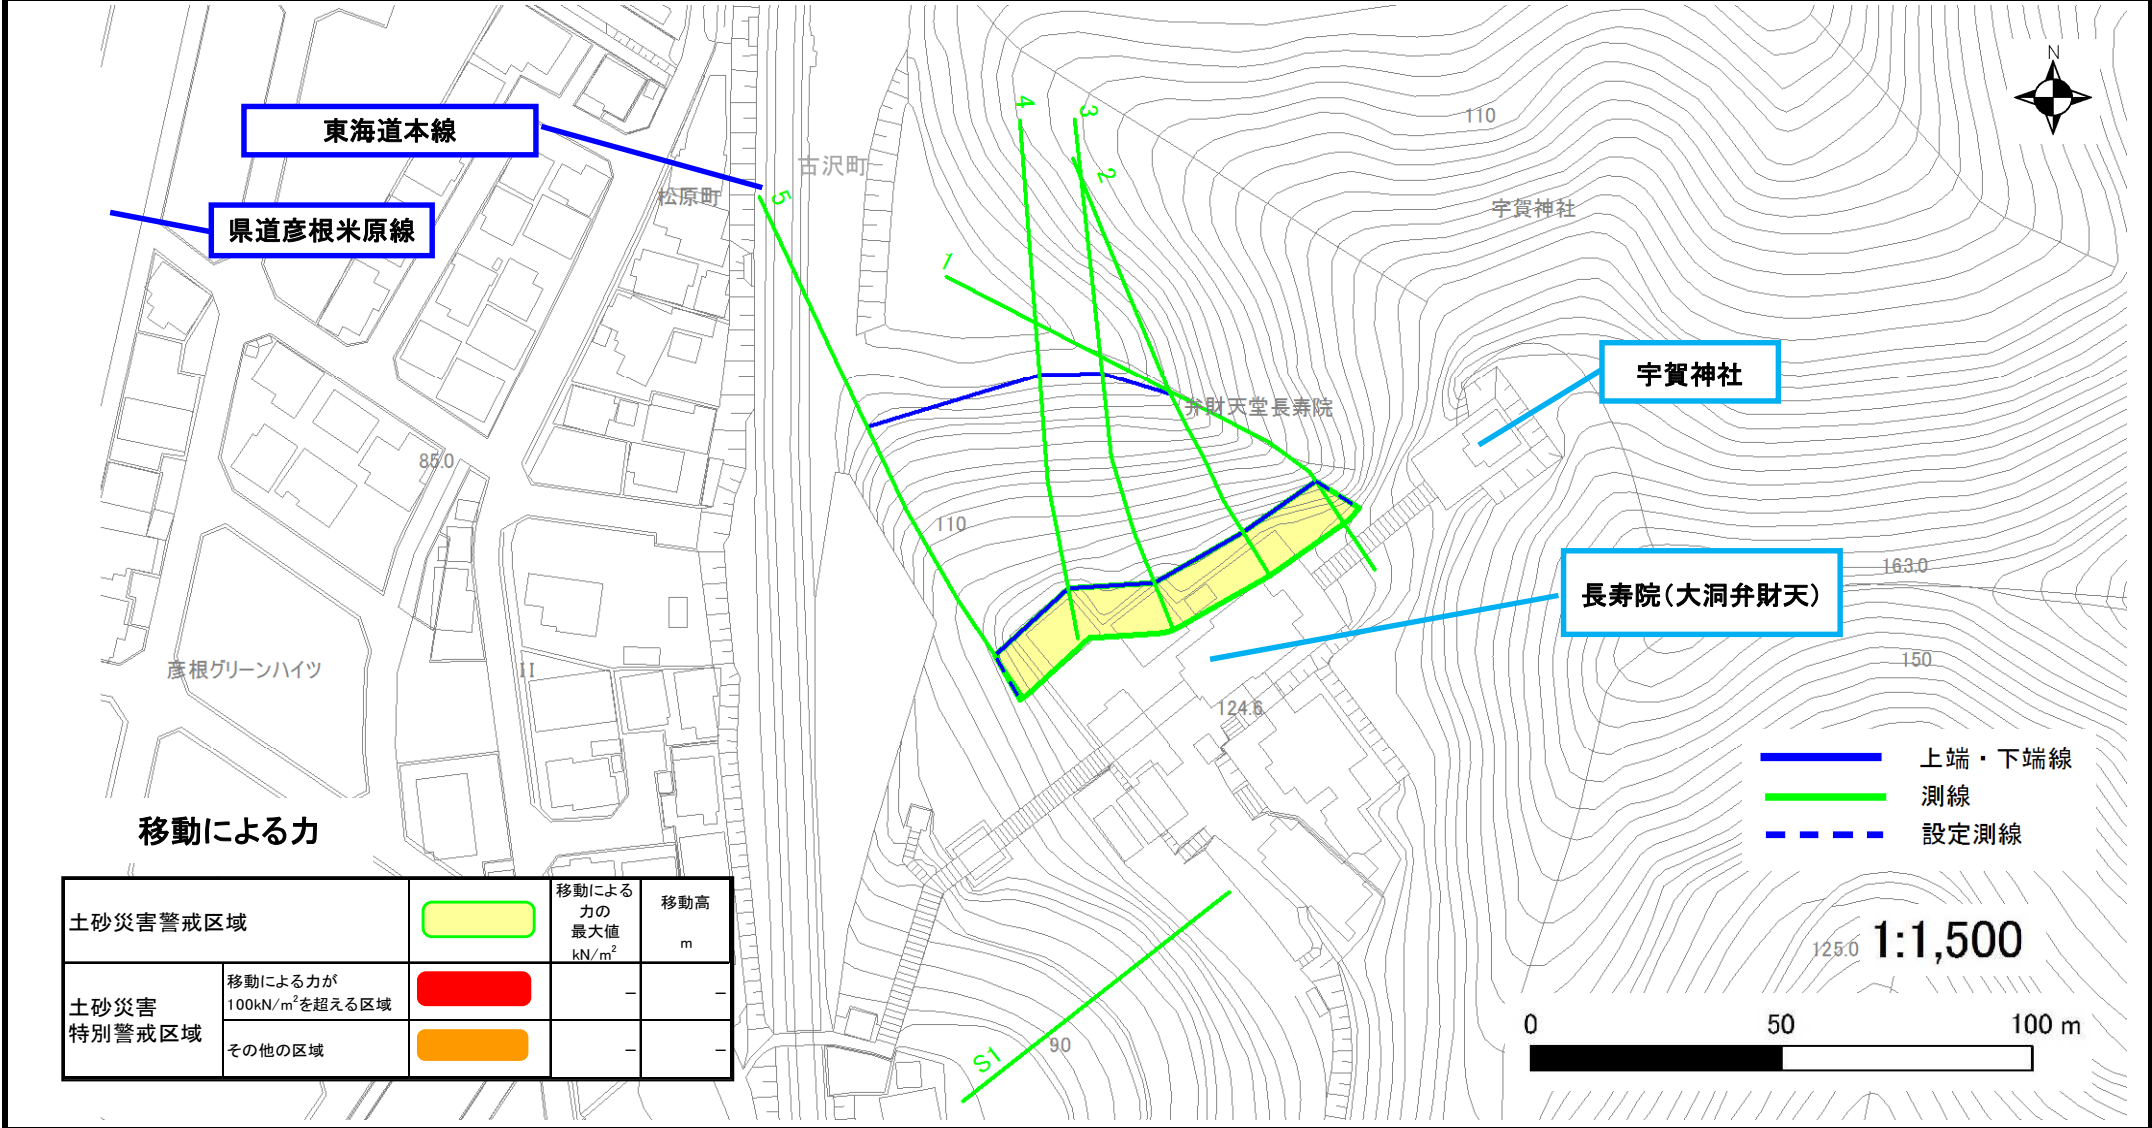 N
4
3
2
110
東海道本線
古沢町
松原町
5
宇賀神社
県道彦根米原線
1
宇賀神社
弁財天堂長寿院
85.0
110
163.0
長寿院(大洞弁財天)
150
彦根グリーンハイツ
II
124.6
上端・下端線
測線
設定測線
移動による力
土砂災害警戒区域
移動による
力の
最大値
kN/m²
移動高
m
土砂災害
特別警戒区域
移動による力が
100kN/m²を超える区域
－
－
その他の区域
－
－
125.0
1:1,500
0 50 100 m
90
S1